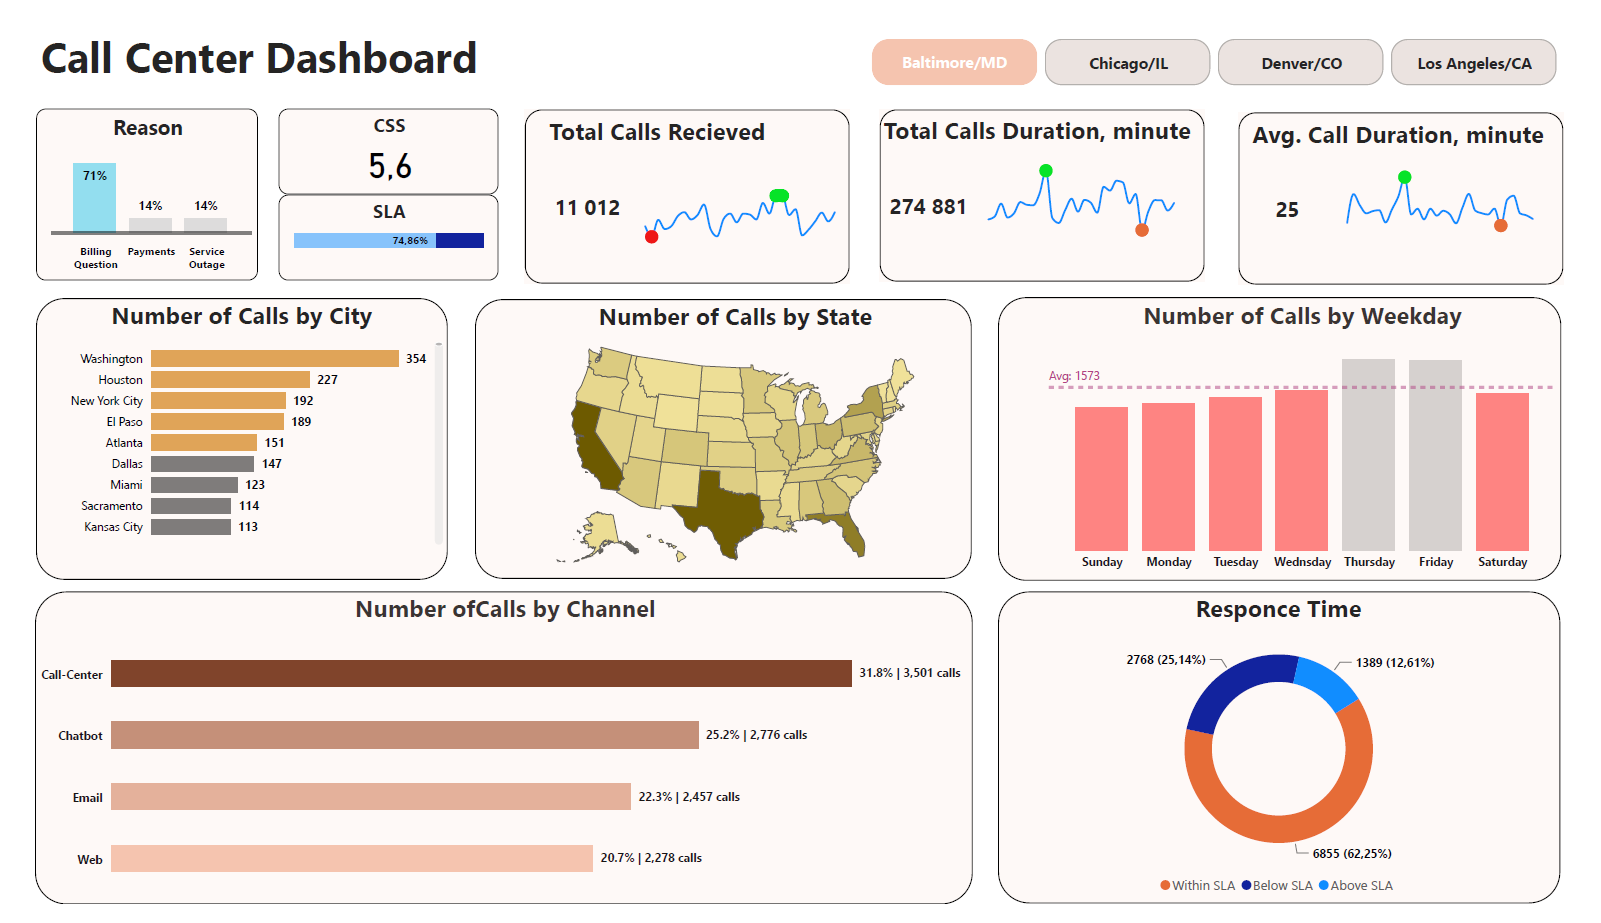 Call Center Dashboard
Baltimore/MD
Chicago/IL
Denver/CO
Los Angeles/CA
Reason
71%
14%
14%
Billing Question
Payments
Service Outage
CSS
5,6
SLA
74,86%
Total Calls Recieved
11 012
Total Calls Duration, minute
274 881
Avg. Call Duration, minute
25
Number of Calls by City
Washington 354
Houston 227
New York City 192
El Paso 189
Atlanta 151
Dallas 147
Miami 123
Sacramento 114
Kansas City 113
Number of Calls by State
Number of Calls by Weekday
Avg: 1573
Sunday
Monday
Tuesday
Wednsday
Thursday
Friday
Saturday
Number ofCalls by Channel
Call-Center 31.8% | 3,501 calls
Chatbot 25.2% | 2,776 calls
Email 22.3% | 2,457 calls
Web 20.7% | 2,278 calls
Responce Time
2768 (25,14%)
1389 (12,61%)
6855 (62,25%)
Within SLA
Below SLA
Above SLA